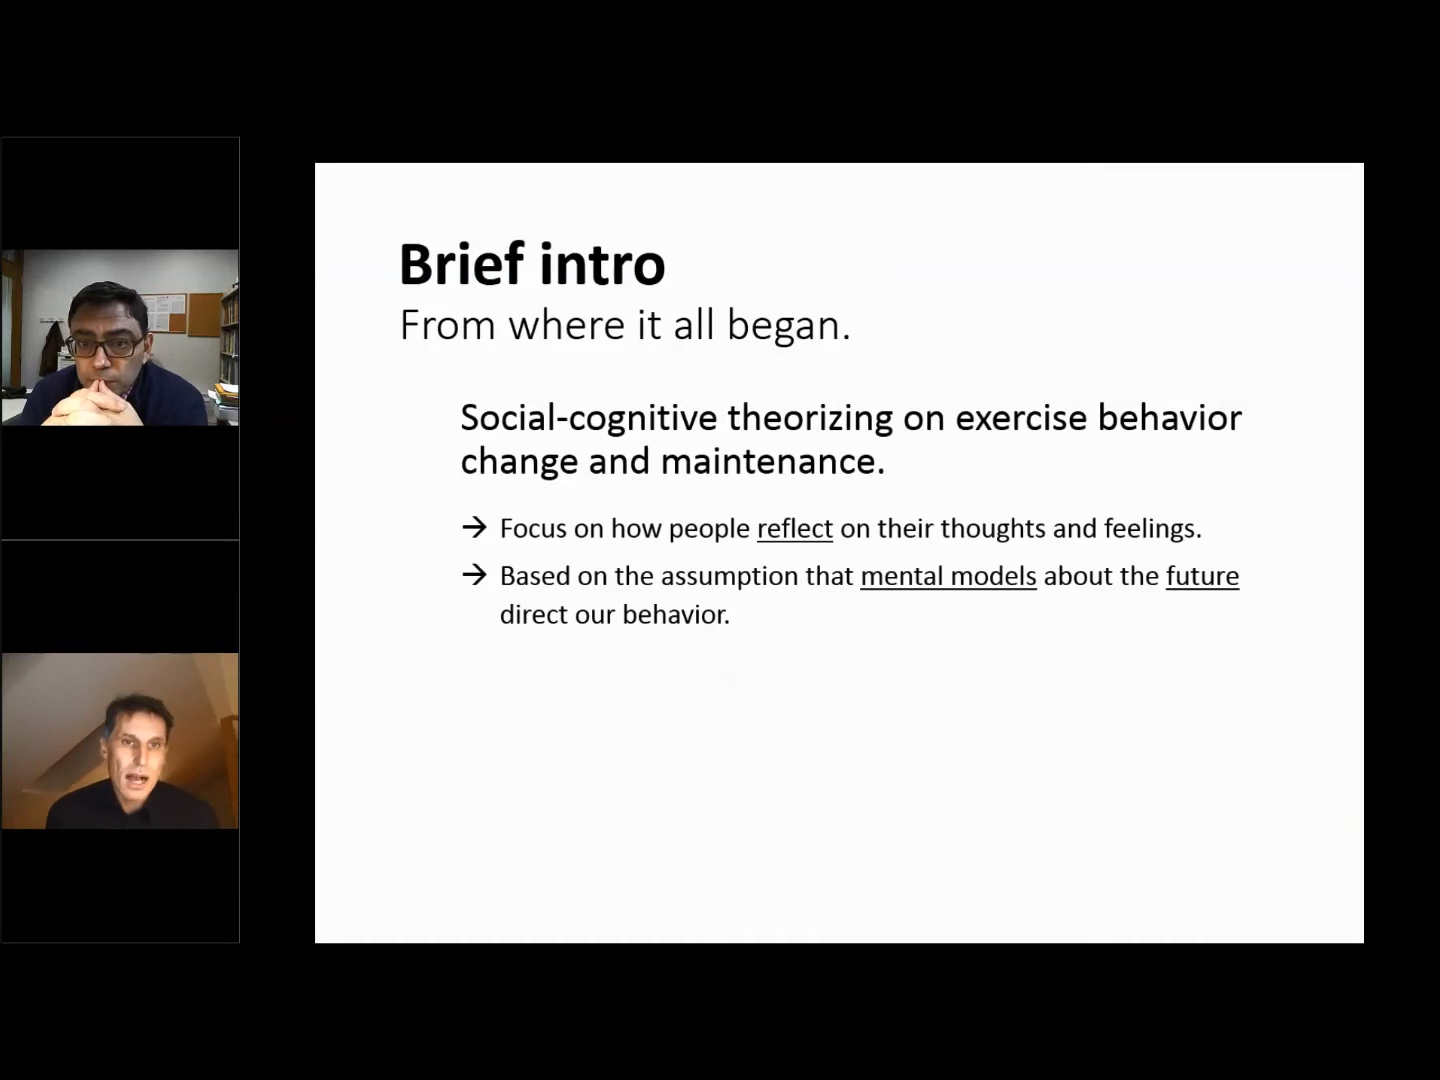 Brief intro
From where it all began.
Social-cognitive theorizing on exercise behavior
change and maintenance.
→ Focus on how people reflect on their thoughts and feelings.
→ Based on the assumption that mental models about the future
direct our behavior.